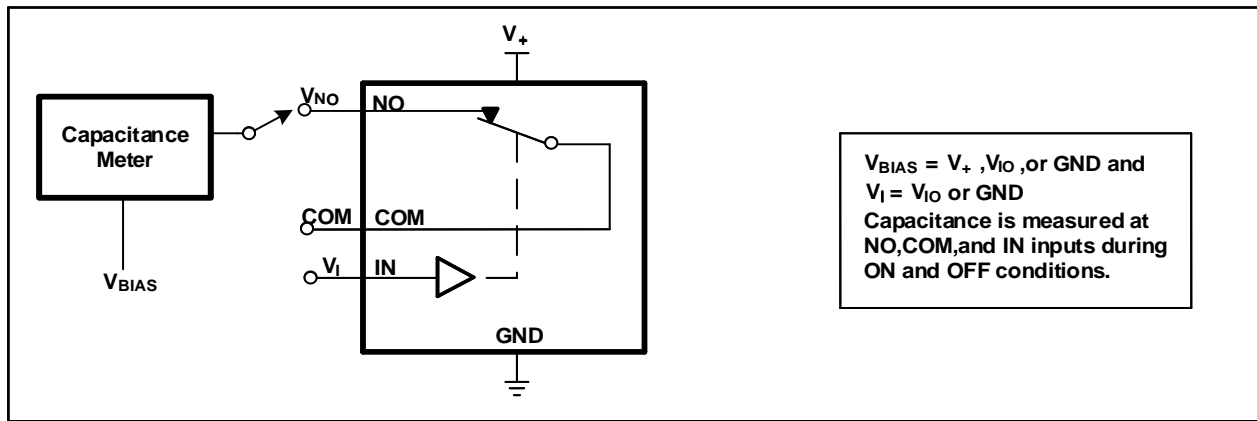 V+
VNO NO
Capacitance
Meter
COM COM
VI IN
VBIAS
GND
VBIAS = V+ ,VIO ,or GND and
VI = VIO or GND
Capacitance is measured at
NO,COM,and IN inputs during
ON and OFF conditions.